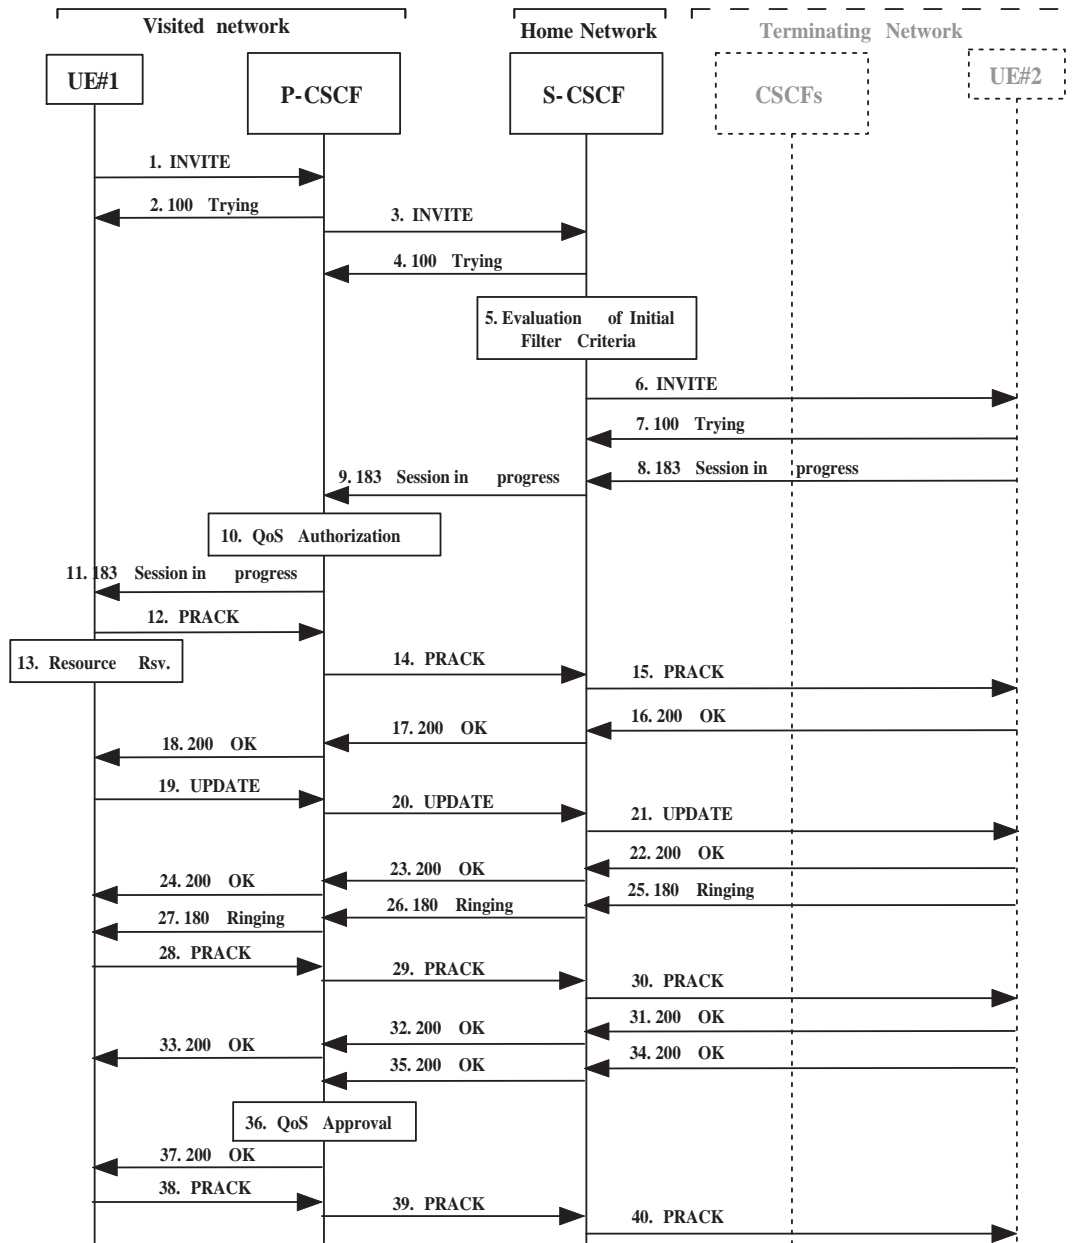 Visited network
Home Network
Terminating Network
UE#1
P-CSCF
S-CSCF
CSCFs
UE#2
1. INVITE
2. 100 Trying
3. INVITE
4. 100 Trying
5. Evaluation of Initial
Filter Criteria
6. INVITE
7. 100 Trying
8. 183 Session in progress
9. 183 Session in progress
10. QoS Authorization
11. 183 Session in progress
12. PRACK
13. Resource Rsv.
14. PRACK
15. PRACK
16. 200 OK
17. 200 OK
18. 200 OK
19. UPDATE
20. UPDATE
21. UPDATE
22. 200 OK
23. 200 OK
24. 200 OK
25. 180 Ringing
26. 180 Ringing
27. 180 Ringing
28. PRACK
29. PRACK
30. PRACK
31. 200 OK
32. 200 OK
33. 200 OK
34. 200 OK
35. 200 OK
36. QoS Approval
37. 200 OK
38. PRACK
39. PRACK
40. PRACK